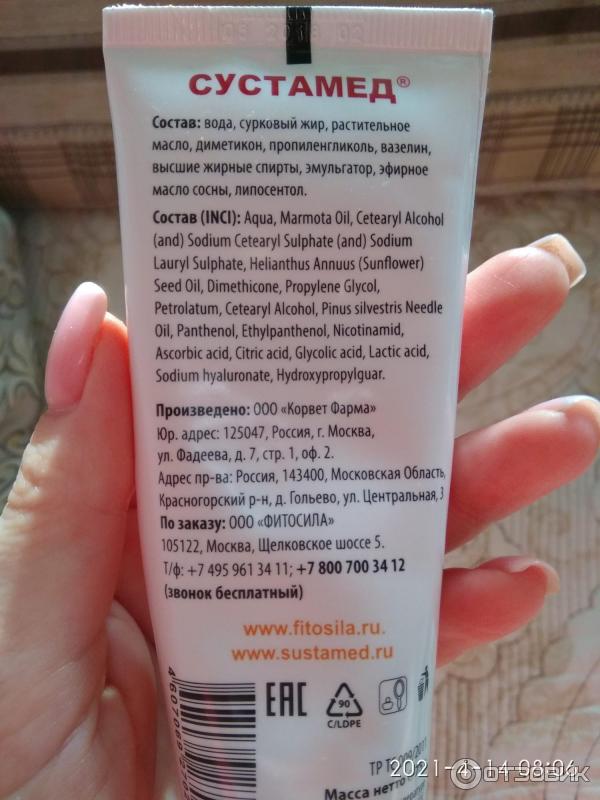 СУСТАМЕД®
Состав: вода, сурковый жир, растительное
масло, диметикон, пропиленгликоль, вазелин,
высшие жирные спирты, эмульгатор, эфирное
масло сосны, липосентол.
Состав (INCI): Aqua, Marmota Oil, Cetearyl Alcohol
(and) Sodium Cetearyl Sulphate (and) Sodium
Lauryl Sulphate, Helianthus Annuus (Sunflower)
Seed Oil, Dimethicone, Propylene Glycol,
Petrolatum, Cetearyl Alcohol, Pinus silvestris Needle
Oil, Panthenol, Ethylpanthenol, Nicotinamid,
Ascorbic acid, Citric acid, Glycolic acid, Lactic acid,
Sodium hyaluronate, Hydroxypropylguar.
Произведено: ООО «Корвет Фарма»
Юр. адрес: 125047, Россия, г. Москва,
ул. Фадеева, д. 7, стр. 1, оф. 2.
Адрес пр-ва: Россия, 143400, Московская Область,
Красногорский р-н, д. Гольево, ул. Центральная, 3
По заказу: ООО «ФИТОСИЛА»
105122, Москва, Щелковское шоссе 5.
Т/ф: +7 495 961 34 11; +7 800 700 34 12
(звонок бесплатный)
www.fitosila.ru.
www.sustamed.ru
EAC
90
C/LDPE
ТР
2021-4-14 08:06
Масса нетто
ОТЗОВИК